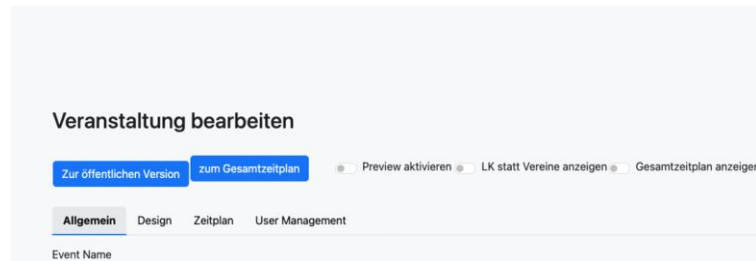 Veranstaltung bearbeiten
Zur öffentlichen Version zum Gesamtzeitplan Preview aktivieren LK statt Vereine anzeigen Gesamtzeitplan anzeigen
Allgemein Design Zeitplan User Management
Event Name